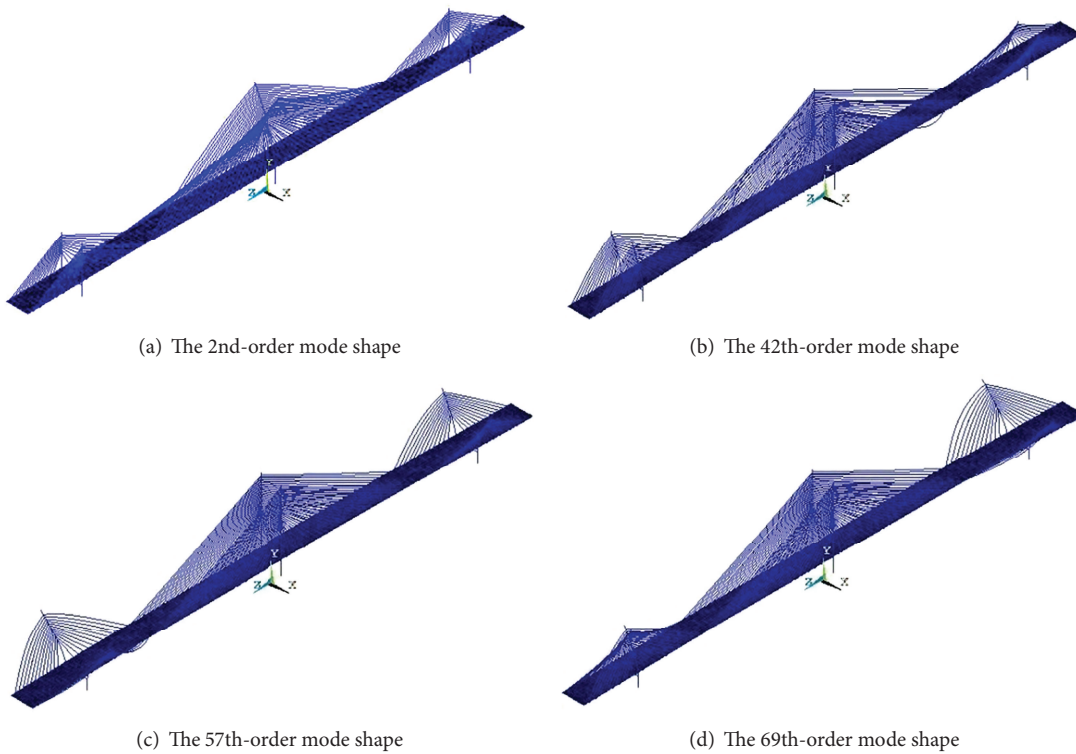 Y
Z X
(a) The 2nd-order mode shape
Y
Z X
(b) The 42th-order mode shape
Y
Z X
(c) The 57th-order mode shape
Y
Z X
(d) The 69th-order mode shape